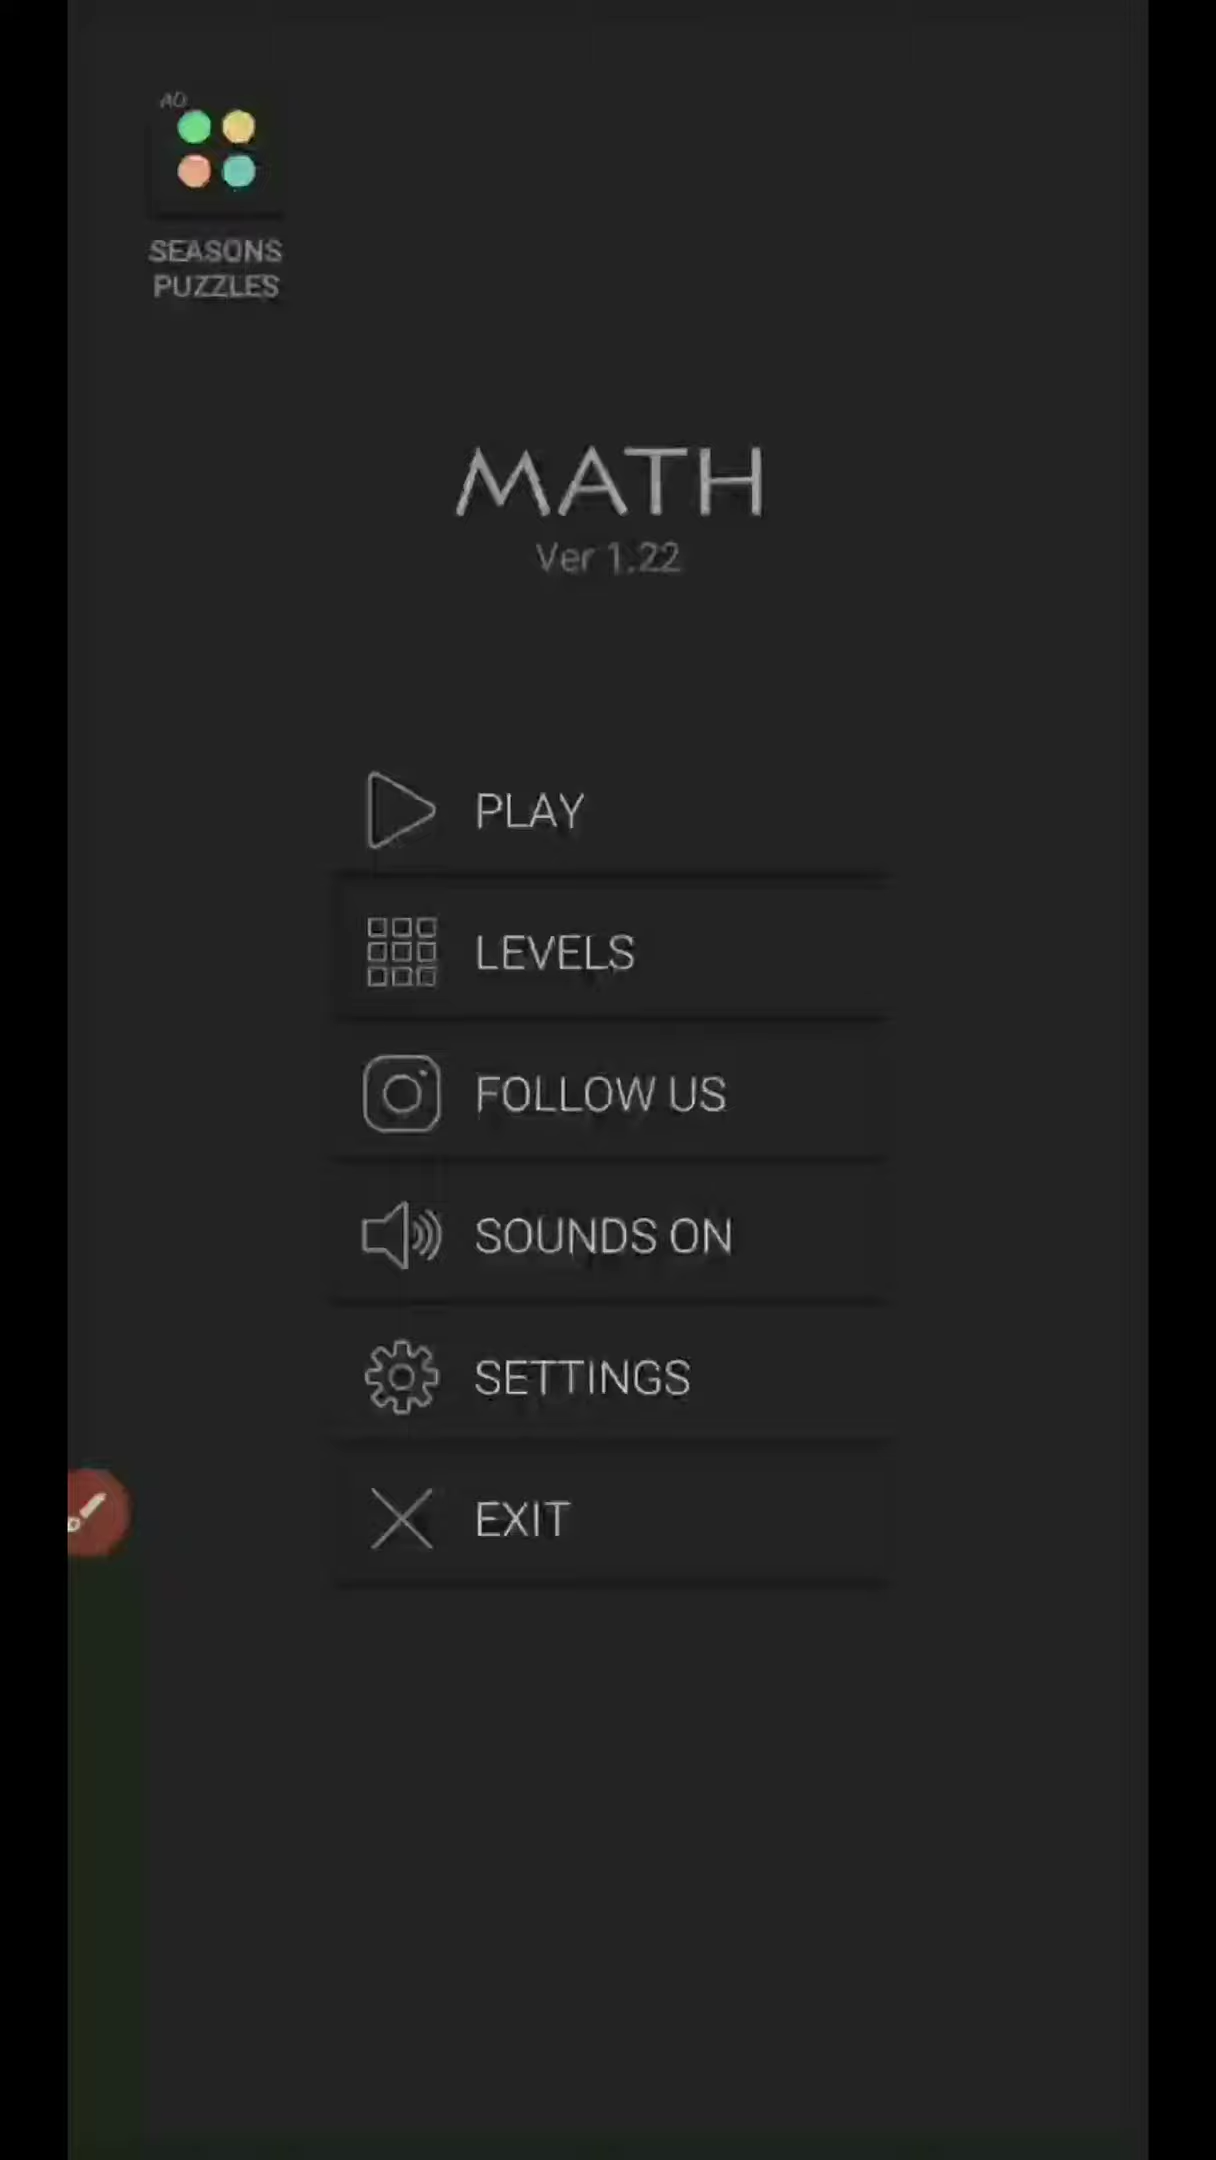 AD
SEASONS
PUZZLES
MATH
Ver 1.22
PLAY
LEVELS
FOLLOW US
SOUNDS ON
SETTINGS
EXIT